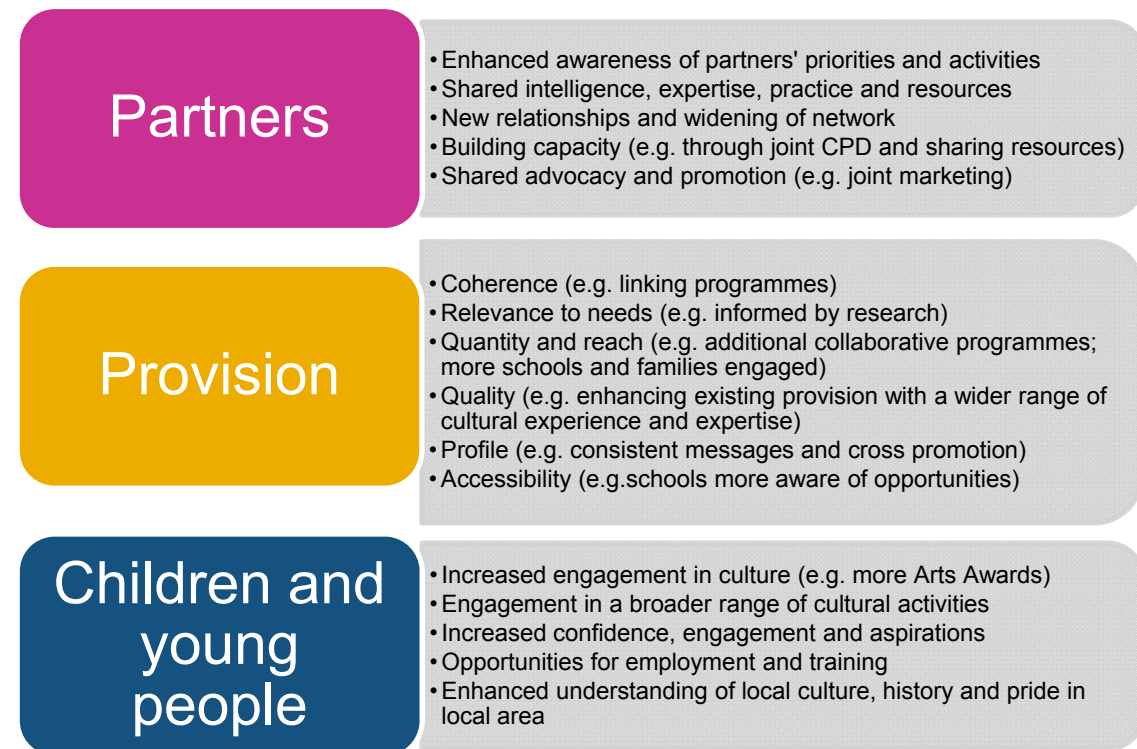 Partners
•Enhanced awareness of partners' priorities and activities
•Shared intelligence, expertise, practice and resources
•New relationships and widening of network
•Building capacity (e.g. through joint CPD and sharing resources)
•Shared advocacy and promotion (e.g. joint marketing)
Provision
•Coherence (e.g. linking programmes)
•Relevance to needs (e.g. informed by research)
•Quantity and reach (e.g. additional collaborative programmes;
more schools and families engaged)
•Quality (e.g. enhancing existing provision with a wider range of
cultural experience and expertise)
•Profile (e.g. consistent messages and cross promotion)
•Accessibility (e.g.schools more aware of opportunities)
Children and
young
people
•Increased engagement in culture (e.g. more Arts Awards)
•Engagement in a broader range of cultural activities
•Increased confidence, engagement and aspirations
•Opportunities for employment and training
•Enhanced understanding of local culture, history and pride in
local area